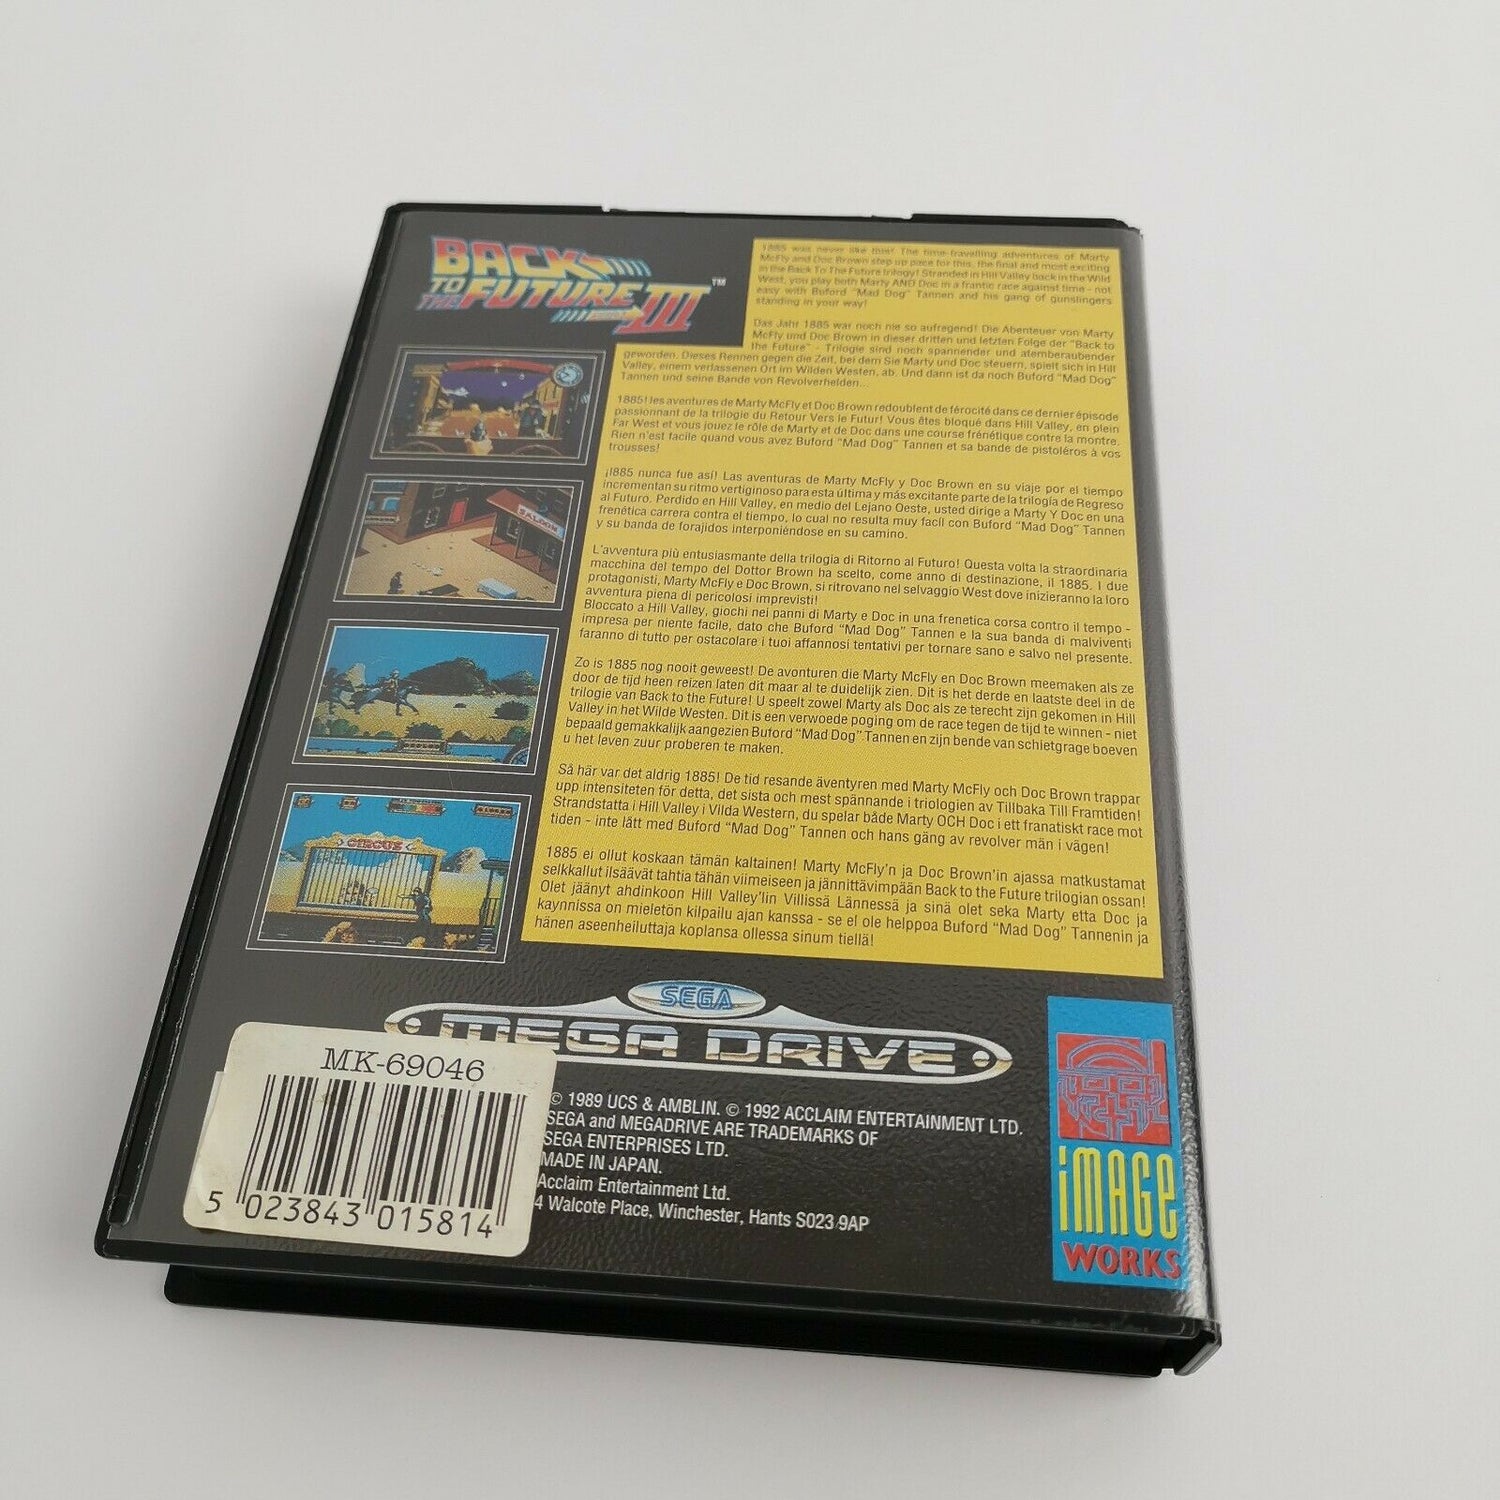 BACK
TO
THE FUTURE III ™
1885 was never like this! The time-travelling adventures of Marty
McFly and Doc Brown step up pace for this, the final and most exciting
in the Back To The Future trilogy! Stranded in Hill Valley back in the Wild
West, you play both Marty AND Doc in a frantic race against time - not
easy with Buford "Mad Dog" Tannen and his gang of gunslingers
standing in your way!
Das Jahr 1885 war noch nie so aufregend! Die Abenteuer von Marty
McFly und Doc Brown in dieser dritten und letzten Folge der "Back to
the Future" - Trilogie sind noch spannender und atemberaubender
geworden. Dieses Rennen gegen die Zeit, bei dem Sie Marty und Doc steuern, spielt sich in Hill
Valley, einem verlassenen Ort im Wilden Westen, ab. Und dann ist da noch Buford "Mad Dog"
Tannen und seine Bande von Revolverhelden...
1885! les aventures de Marty McFly et Doc Brown redoublent de férocité dans ce dernier épisode
passionnant de la trilogie du Retour Vers le Futur! Vous êtes bloqué dans Hill Valley, en plein
Far West et vous jouez le rôle de Marty et de Doc dans une course frénétique contre la montre.
Rien n'est facile quand vous avez Buford "Mad Dog" Tannen et sa bande de pistoléros à vos
trousses!
¡1885 nunca fue así! Las aventuras de Marty McFly y Doc Brown en su viaje por el tiempo
incrementan su ritmo vertiginoso para esta última y más excitante parte de la trilogía de Regreso
al Futuro. Perdido en Hill Valley, en medio del Lejano Oeste, usted dirige a Marty Y Doc en una
frenética carrera contra el tiempo, lo cual no resulta muy facíl con Buford "Mad Dog" Tannen
y su banda de forajidos interponiéndose en su camino.
L'avventura più entusiasmante della trilogia di Ritorno al Futuro! Questa volta la straordinaria
macchina del tempo del Dottor Brown ha scelto, come anno di destinazione, il 1885. I due
protagonisti, Marty McFly e Doc Brown, si ritrovano nel selvaggio West dove inizieranno la loro
avventura piena di pericolosi imprevisti!
Bloccato a Hill Valley, giochi nei panni di Marty e Doc in una frenetica corsa contro il tempo -
impresa per niente facile, dato che Buford "Mad Dog" Tannen e la sua banda di malviventi
faranno di tutto per ostacolare i tuoi affannosi tentativi per tornare sano e salvo nel presente.
Zo is 1885 nog nooit geweest! De avonturen die Marty McFly en Doc Brown meemaken als ze
door de tijd heen reizen laten dit maar al te duidelijk zien. Dit is het derde en laatste deel in de
trilogie van Back to the Future! U speelt zowel Marty als Doc als ze terecht zijn gekomen in Hill
Valley in het Wilde Westen. Dit is een verwoede poging om de race tegen de tijd te winnen - niet
bepaald gemakkalijk aangezien Buford "Mad Dog" Tannen en zijn bende van schietgrage boeven
u het leven zuur proberen te maken.
Så här var det aldrig 1885! De tid resande äventyren med Marty McFly och Doc Brown trappar
upp intensiteten för detta, det sista och mest spännande i triologien av Tillbaka Till Framtiden!
Strandstatta i Hill Valley i Vilda Western, du spelar både Marty OCH Doc i ett franatiskt race mot
tiden - inte lått med Buford "Mad Dog" Tannen och hans gäng av revolver män i vägen!
1885 ei ollut koskaan tämän kaltainen! Marty McFly'n ja Doc Brown'in ajassa matkustamat
selkkallut ilsäävät tahtia tähän viimeiseen ja jännittävimpään Back to the Future trilogian ossan!
Olet jäänyt ahdinkoon Hill Valley'lin Villissä Lännessä ja sinä olet seka Marty etta Doc ja
kaynnissa on mieletön kilpailu ajan kanssa - se ei ole helppoa Buford "Mad Dog" Tannenin ja
hänen aseenheiluttaja koplansa ollessa sinum tiellä!
SALOON
CIRCUS
SEGA
MEGA DRIVE
MK-69046
5 023843 015814
© 1989 UCS & AMBLIN. © 1992 ACCLAIM ENTERTAINMENT LTD.
SEGA and MEGADRIVE ARE TRADEMARKS OF
SEGA ENTERPRISES LTD.
MADE IN JAPAN.
Acclaim Entertainment Ltd.
4 Walcote Place, Winchester, Hants S023 9AP
iMAGE
WORKS